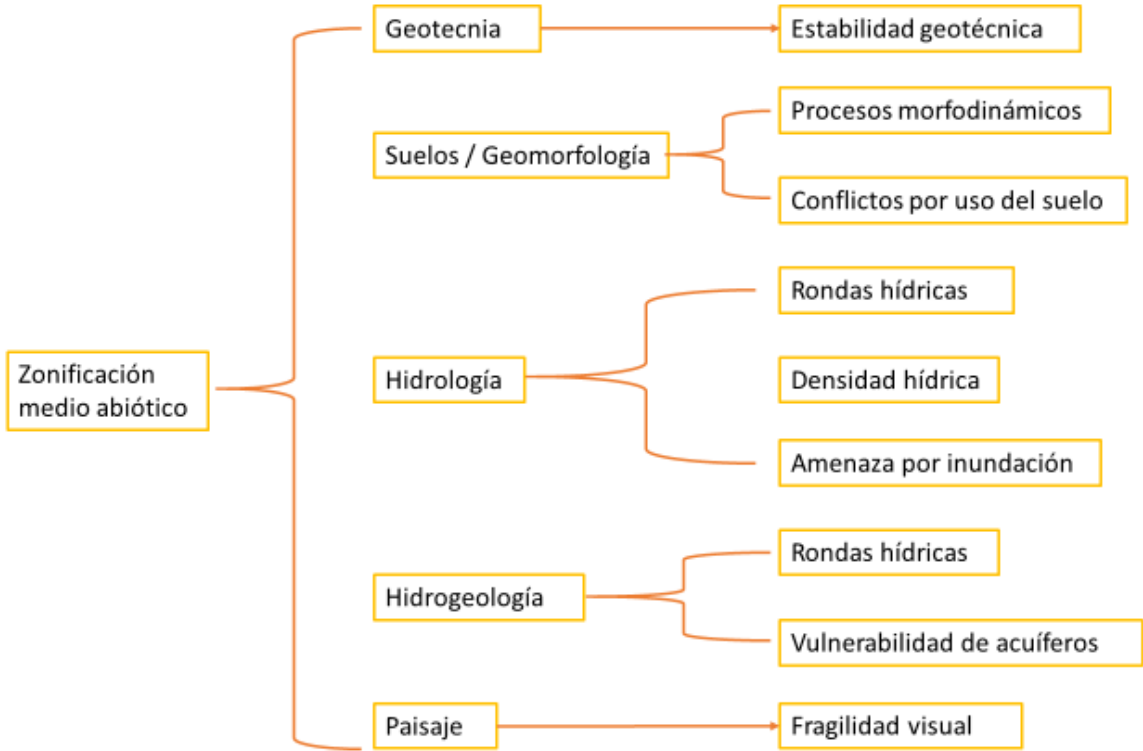 Geotecnia
Estabilidad geotécnica
Procesos morfodinámicos
Suelos / Geomorfología
Conflictos por uso del suelo
Rondas hídricas
Zonificación
medio abiótico
Hidrología
Densidad hídrica
Amenaza por inundación
Rondas hídricas
Hidrogeología
Vulnerabilidad de acuíferos
Paisaje
Fragilidad visual